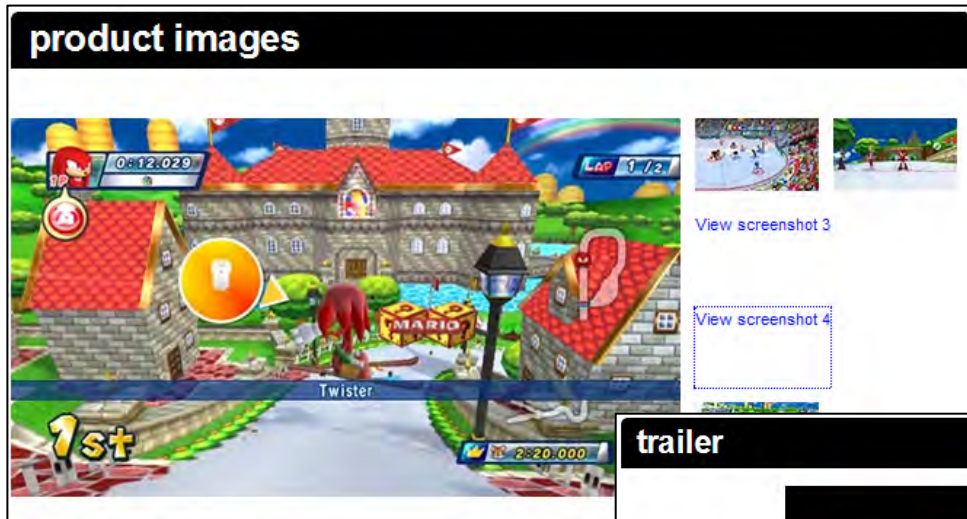 product images
0:12.029
LAP 1/2
1P
View screenshot 3
MARIO
View screenshot 4
Twister
1st
2:20.000
trailer